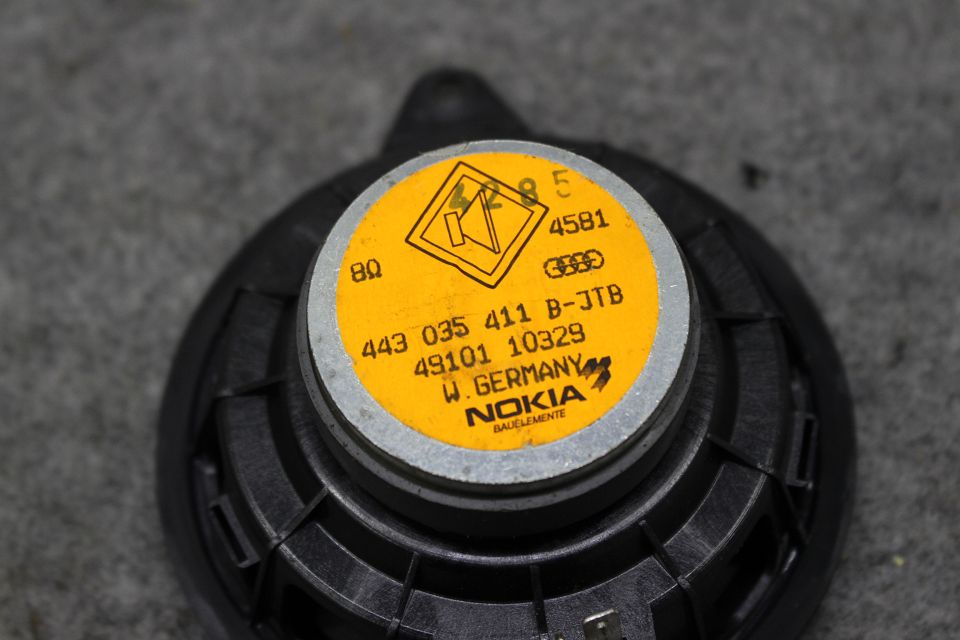 4285
4581
8Ω
443 035 411 B-JTB
49101 10329
W. GERMANY
NOKIA
BAUELEMENTE